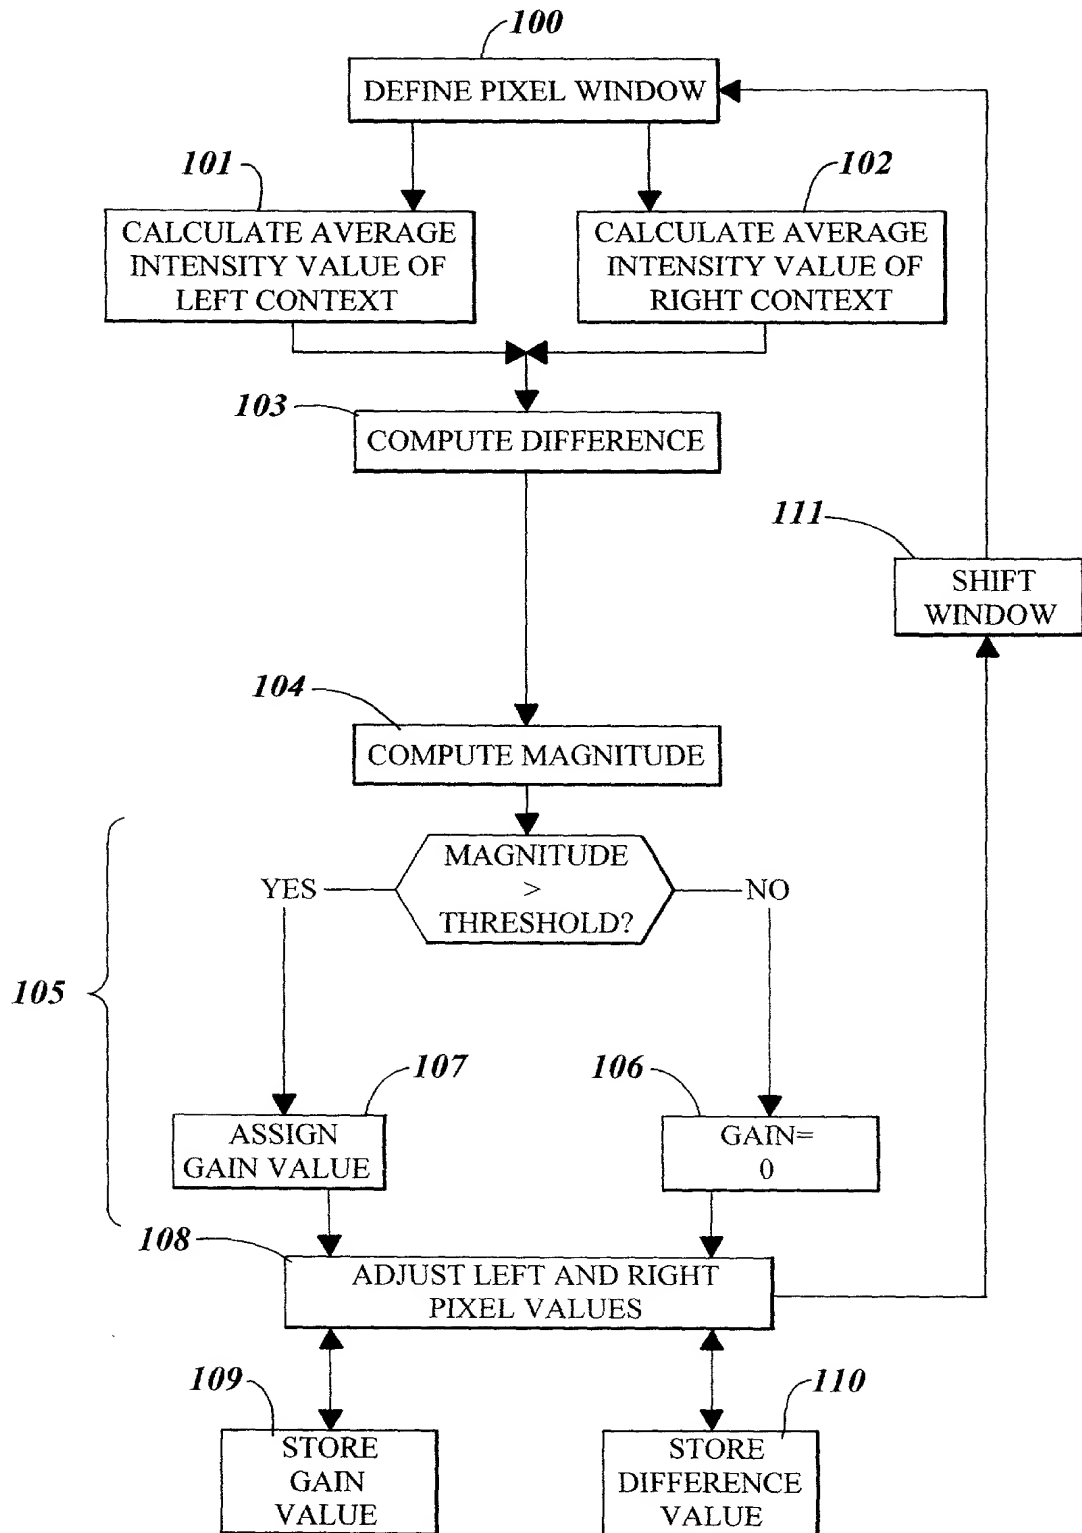 100
DEFINE PIXEL WINDOW
101
102
CALCULATE AVERAGE
INTENSITY VALUE OF
LEFT CONTEXT
CALCULATE AVERAGE
INTENSITY VALUE OF
RIGHT CONTEXT
103
COMPUTE DIFFERENCE
111
SHIFT
WINDOW
104
COMPUTE MAGNITUDE
MAGNITUDE
>
THRESHOLD?
YES
NO
105
107
106
ASSIGN
GAIN VALUE
GAIN=
0
108
ADJUST LEFT AND RIGHT
PIXEL VALUES
109
110
STORE
GAIN
VALUE
STORE
DIFFERENCE
VALUE